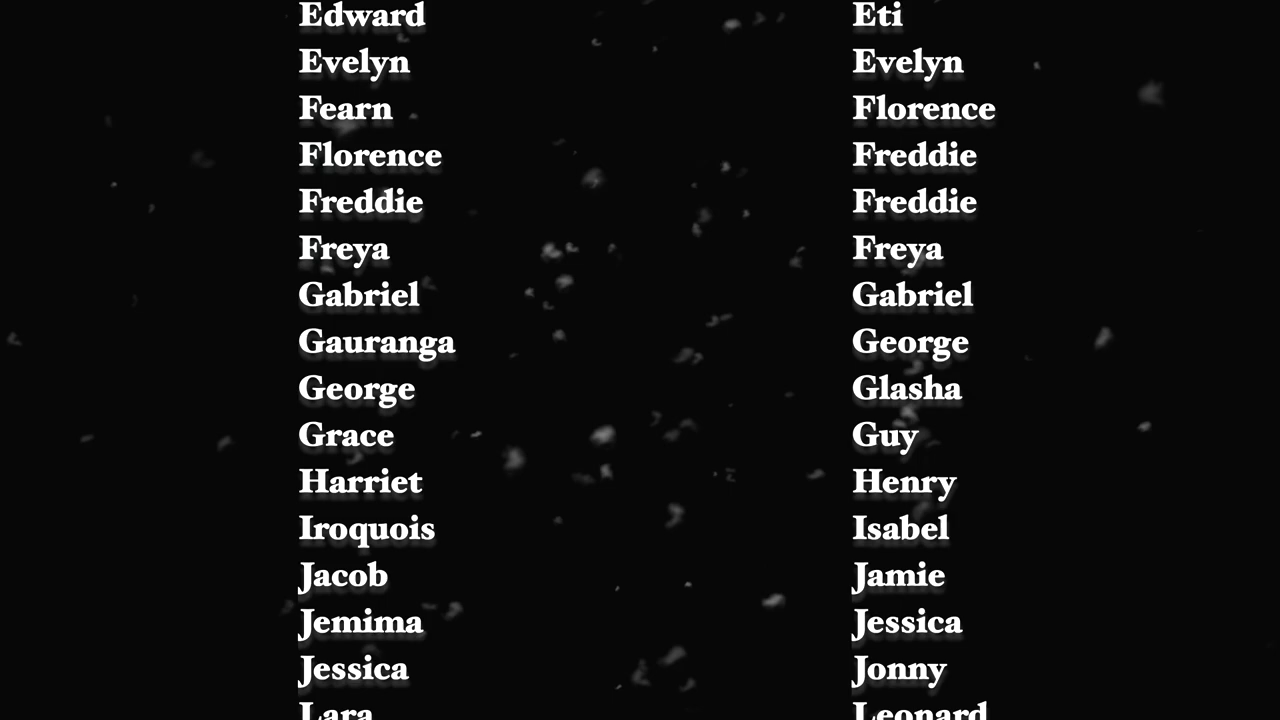 Edward
Evelyn
Fearn
Florence
Freddie
Freya
Gabriel
Gauranga
George
Grace
Harriet
Iroquois
Jacob
Jemima
Jessica
Lara
Eti
Evelyn
Florence
Freddie
Freddie
Freya
Gabriel
George
Glasha
Guy
Henry
Isabel
Jamie
Jessica
Jonny
Leonard